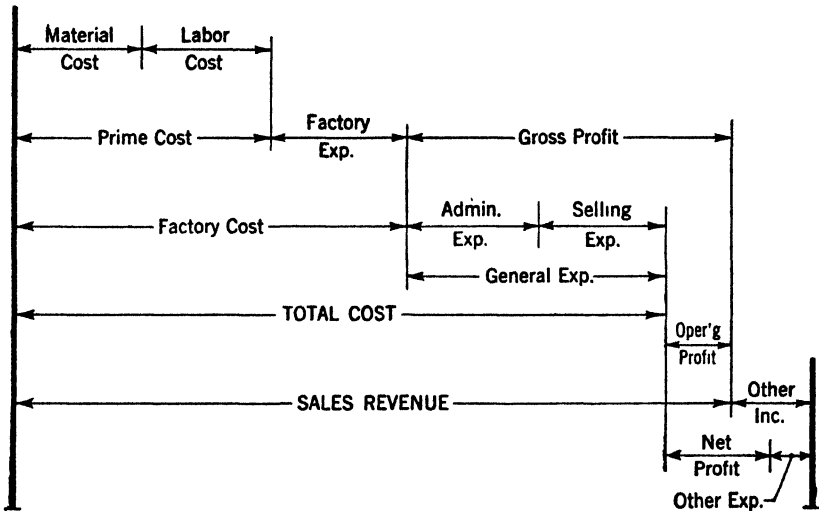 Material Cost
Labor Cost
Prime Cost
Factory Exp.
Gross Profit
Factory Cost
Admin. Exp.
Selling Exp.
General Exp.
TOTAL COST
Oper'g Profit
SALES REVENUE
Other Inc.
Net Profit
Other Exp.